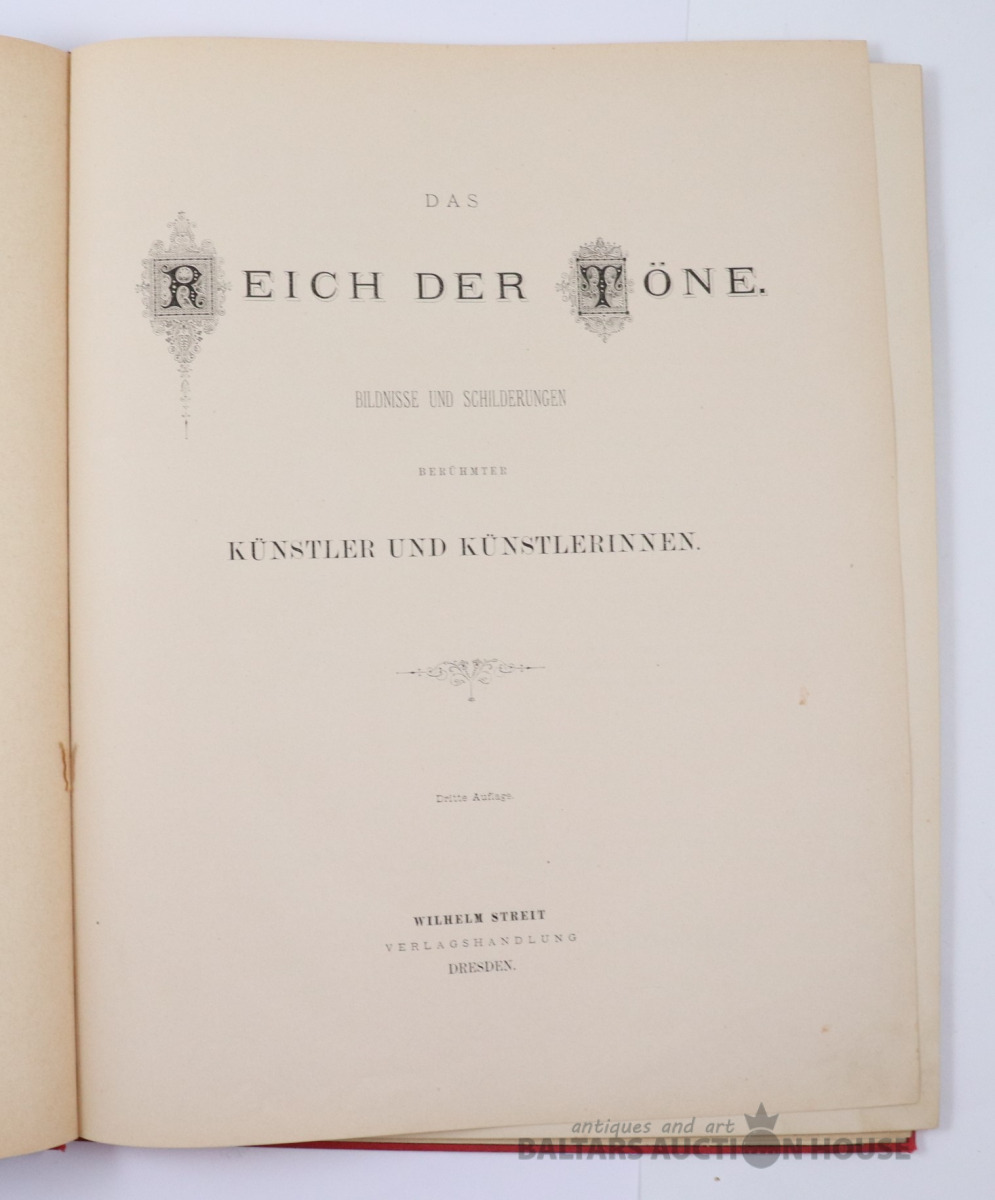 DAS
REICH DER TÖNE.
BILDNISSE UND SCHILDERUNGEN
BERÜHMTER
KÜNSTLER UND KÜNSTLERINNEN.
Dritte Auflage.
WILHELM STREIT
VERLAGSHANDLUNG
DRESDEN.
antiques and art
BALTARS AUCTION HOUSE